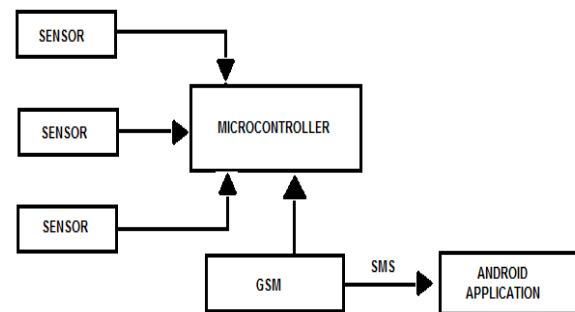 SENSOR
SENSOR
MICROCONTROLLER
SENSOR
GSM
SMS
ANDROID
APPLICATION